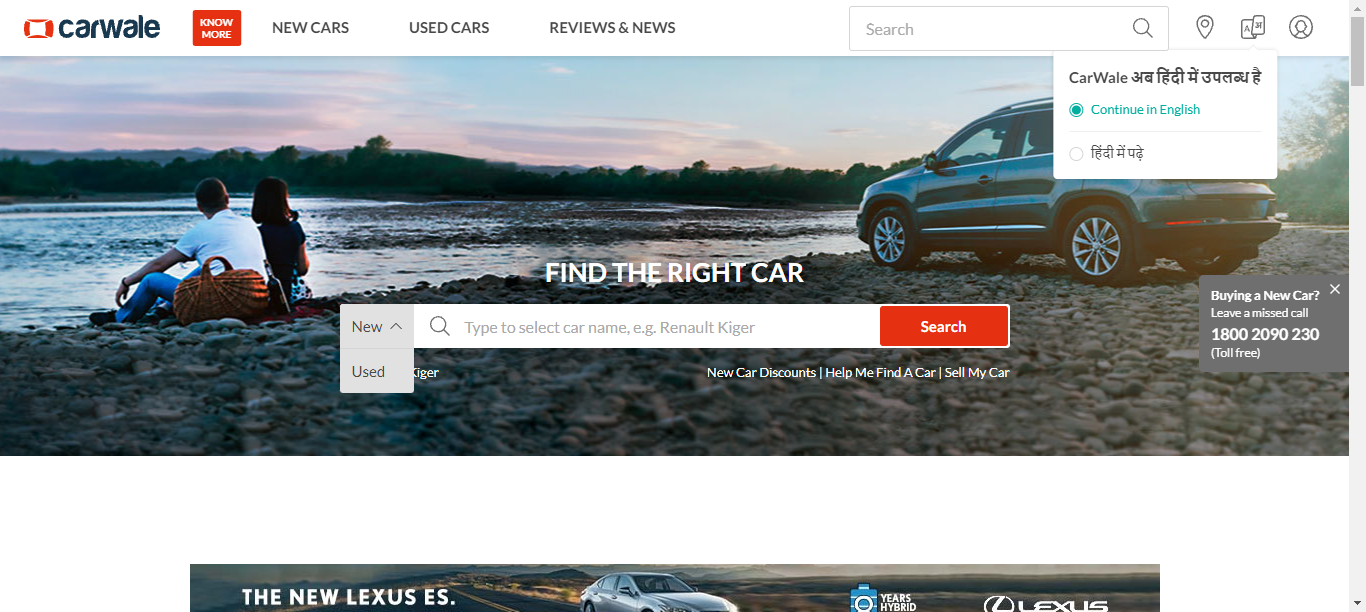 carwale
KNOW
MORE
NEW CARS
USED CARS
REVIEWS & NEWS
Search
CarWale अब हिंदी में उपलब्ध है
Continue in English
हिंदी में पढ़े
FIND THE RIGHT CAR
New
Type to select car name, e.g. Renault Kiger
Search
Used
Kiger
New Car Discounts | Help Me Find A Car | Sell My Car
Buying a New Car?
Leave a missed call
1800 2090 230
(Toll free)
THE NEW LEXUS ES.
YEARS
HYBRID
LEXUS